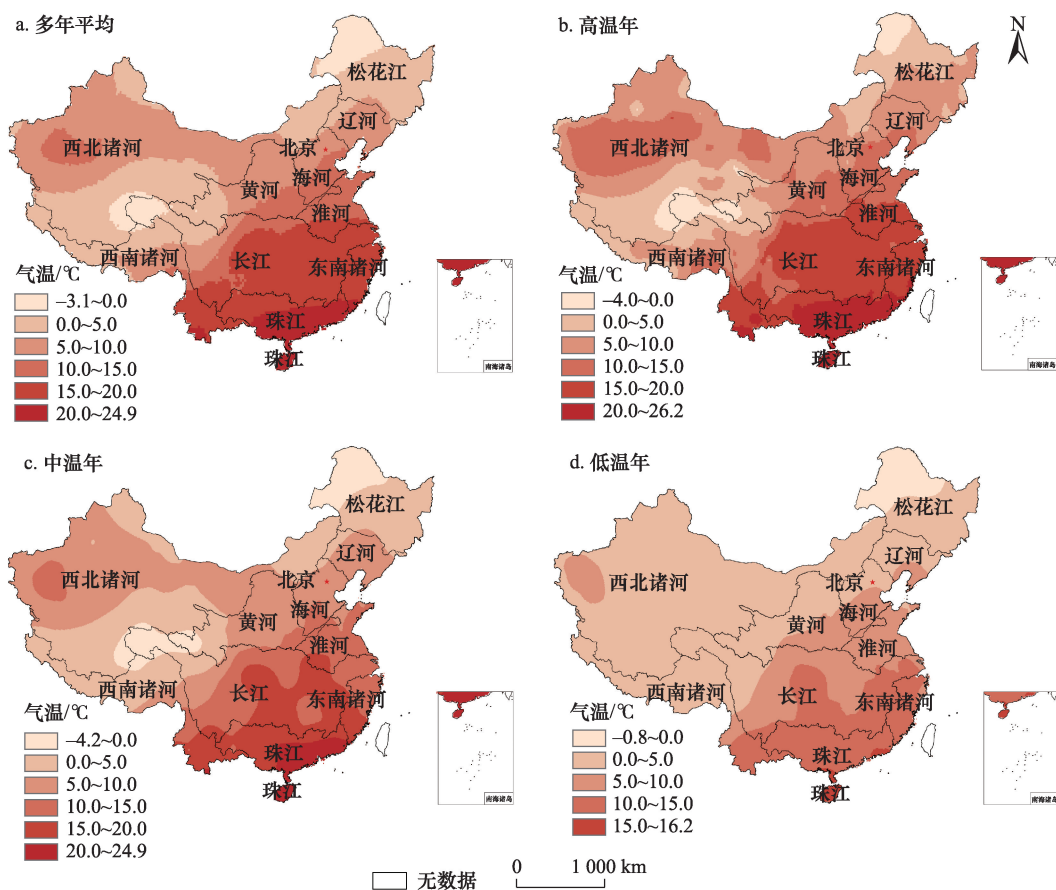 a. 多年平均
松花江
辽河
北京
西北诸河
海河
黄河
淮河
西南诸河
长江
东南诸河
珠江
珠江
气温/℃
–3.1~0.0
0.0~5.0
5.0~10.0
10.0~15.0
15.0~20.0
20.0~24.9
南海诸岛
b. 高温年
N
松花江
辽河
北京
西北诸河
海河
黄河
淮河
西南诸河
长江
东南诸河
珠江
珠江
气温/℃
–4.0~0.0
0.0~5.0
5.0~10.0
10.0~15.0
15.0~20.0
20.0~26.2
南海诸岛
c. 中温年
松花江
辽河
北京
西北诸河
海河
黄河
淮河
西南诸河
长江
东南诸河
珠江
珠江
气温/℃
–4.2~0.0
0.0~5.0
5.0~10.0
10.0~15.0
15.0~20.0
20.0~24.9
南海诸岛
d. 低温年
松花江
辽河
北京
西北诸河
海河
黄河
淮河
西南诸河
长江
东南诸河
珠江
珠江
气温/℃
–0.8~0.0
0.0~5.0
5.0~10.0
10.0~15.0
15.0~16.2
南海诸岛
无数据
0 1 000 km